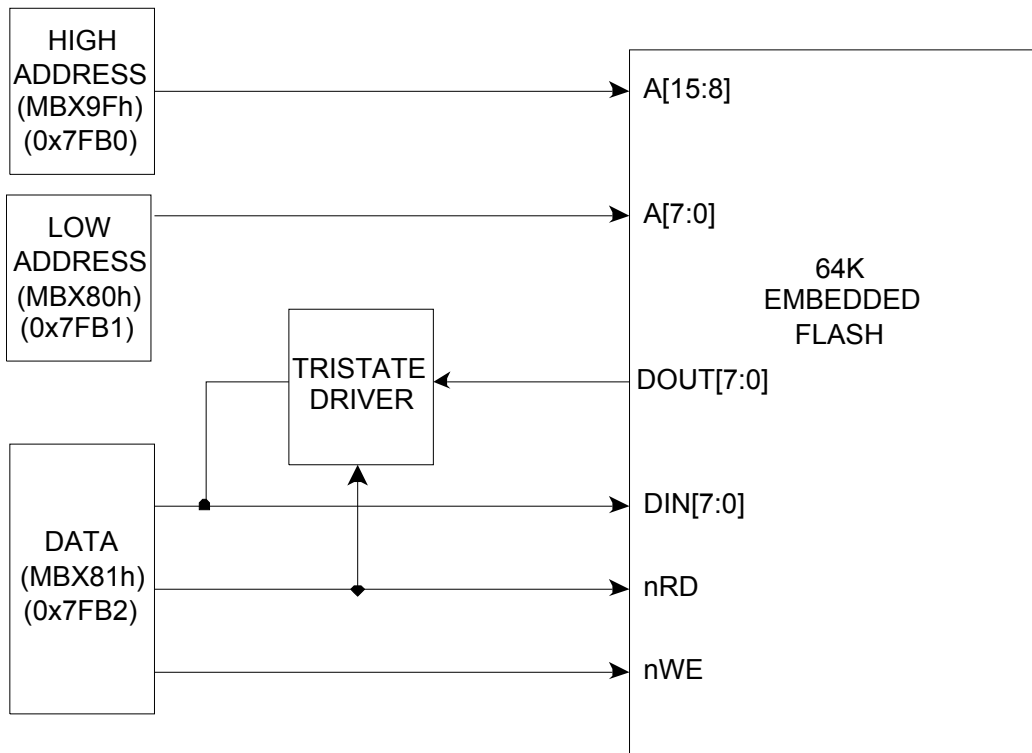 HIGH
ADDRESS
(MBX9Fh)
(0x7FB0)
A[15:8]
LOW
ADDRESS
(MBX80h)
(0x7FB1)
A[7:0]
64K
EMBEDDED
FLASH
TRISTATE
DRIVER
DOUT[7:0]
DATA
(MBX81h)
(0x7FB2)
DIN[7:0]
nRD
nWE